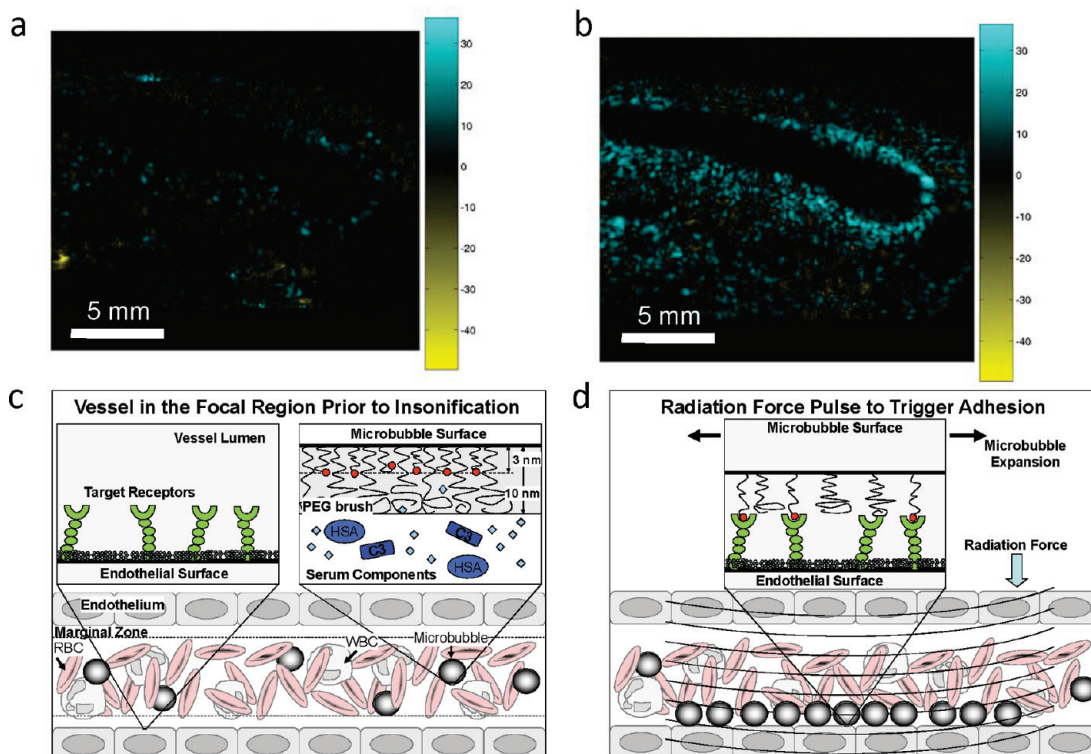 a
30
20
10
0
-10
-20
-30
-40
5 mm
b
30
20
10
0
-10
-20
-30
-40
5 mm
c
Vessel in the Focal Region Prior to Insonification
Vessel Lumen
Target Receptors
Endothelial Surface
Microbubble Surface
3 nm
10 nm
PEG brush
HSA
C3
C3
HSA
Serum Components
Endothelium
Marginal Zone
RBC
WBC
Microbubble
d
Radiation Force Pulse to Trigger Adhesion
Microbubble Surface
Microbubble
Expansion
Endothelial Surface
Radiation Force